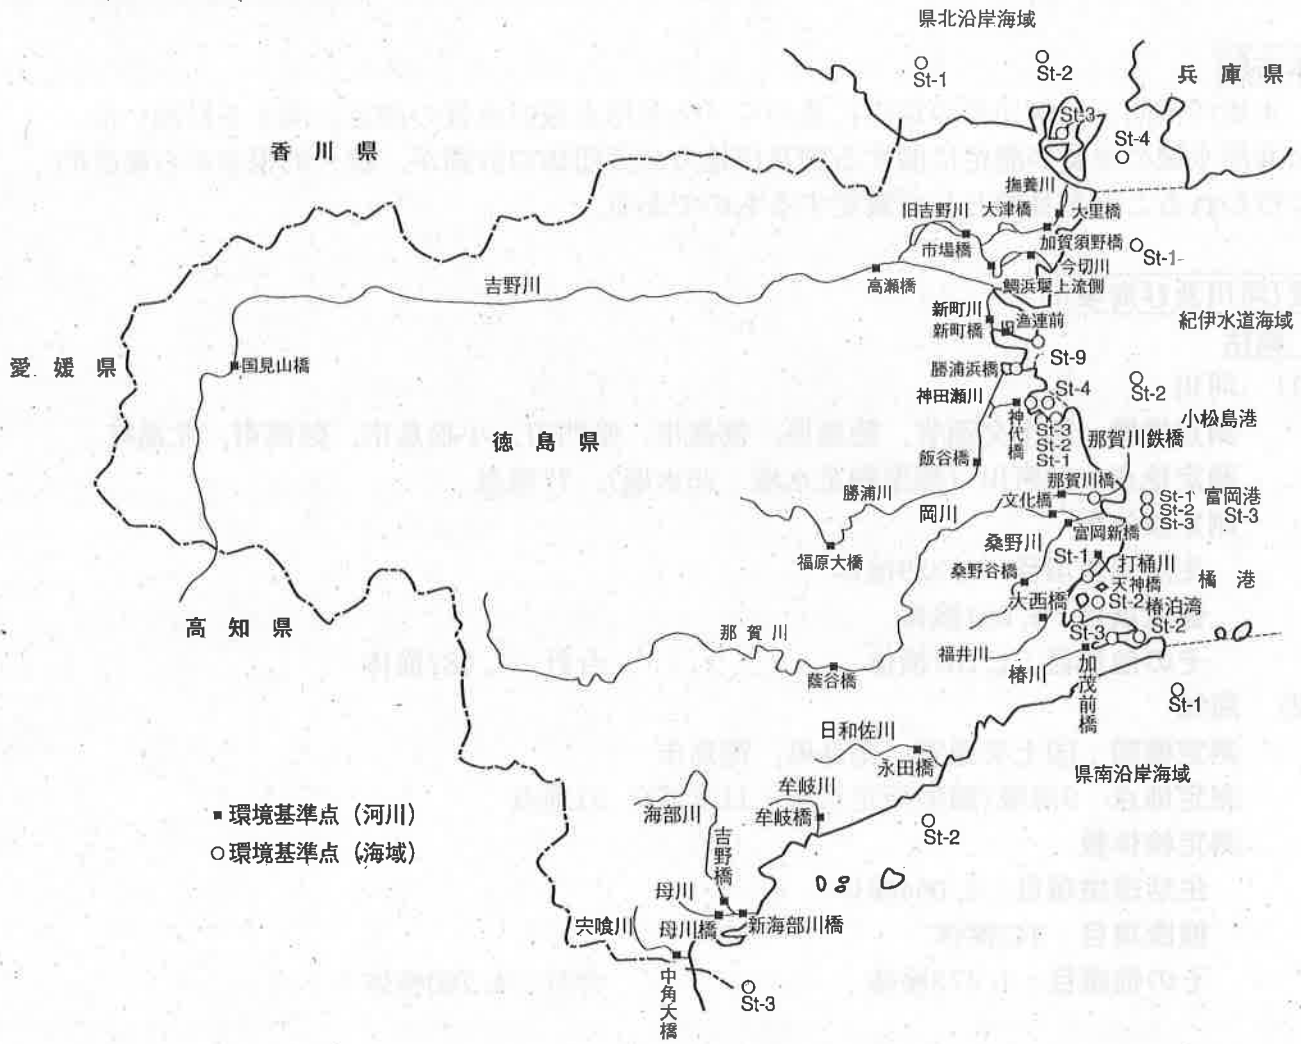 県北沿岸海域
St-1
St-2
兵庫県
St-3
St-4
香川県
撫養川
旧吉野川
大津橋
大里橋
市場橋
加賀須野橋
St-1
今切川
吉野川
高瀬橋
鯛浜堰上流側
新町川
漁連前
新町橋
紀伊水道海域
愛媛県
国見山橋
勝浦浜橋
St-9
神田瀬川
St-4
St-2
小松島港
徳島県
神代橋
St-3
St-2
St-1
那賀川鉄橋
飯谷橋
那賀川橋
勝浦川
岡川
文化橋
St-1
St-2
St-3
富岡港
St-3
富岡新橋
桑野川
福原大橋
桑野谷橋
St-1
打樋川
天神橋
橘港
大西橋
St-2
椿泊湾
高知県
那賀川
St-3
St-2
福井川
蔭谷橋
椿川
加茂前橋
St-1
日和佐川
永田橋
県南沿岸海域
牟岐川
海部川
牟岐橋
St-2
■環境基準点（河川）
○環境基準点（海域）
吉野橋
母川
宍喰川
母川橋
新海部川橋
中角大橋
St-3